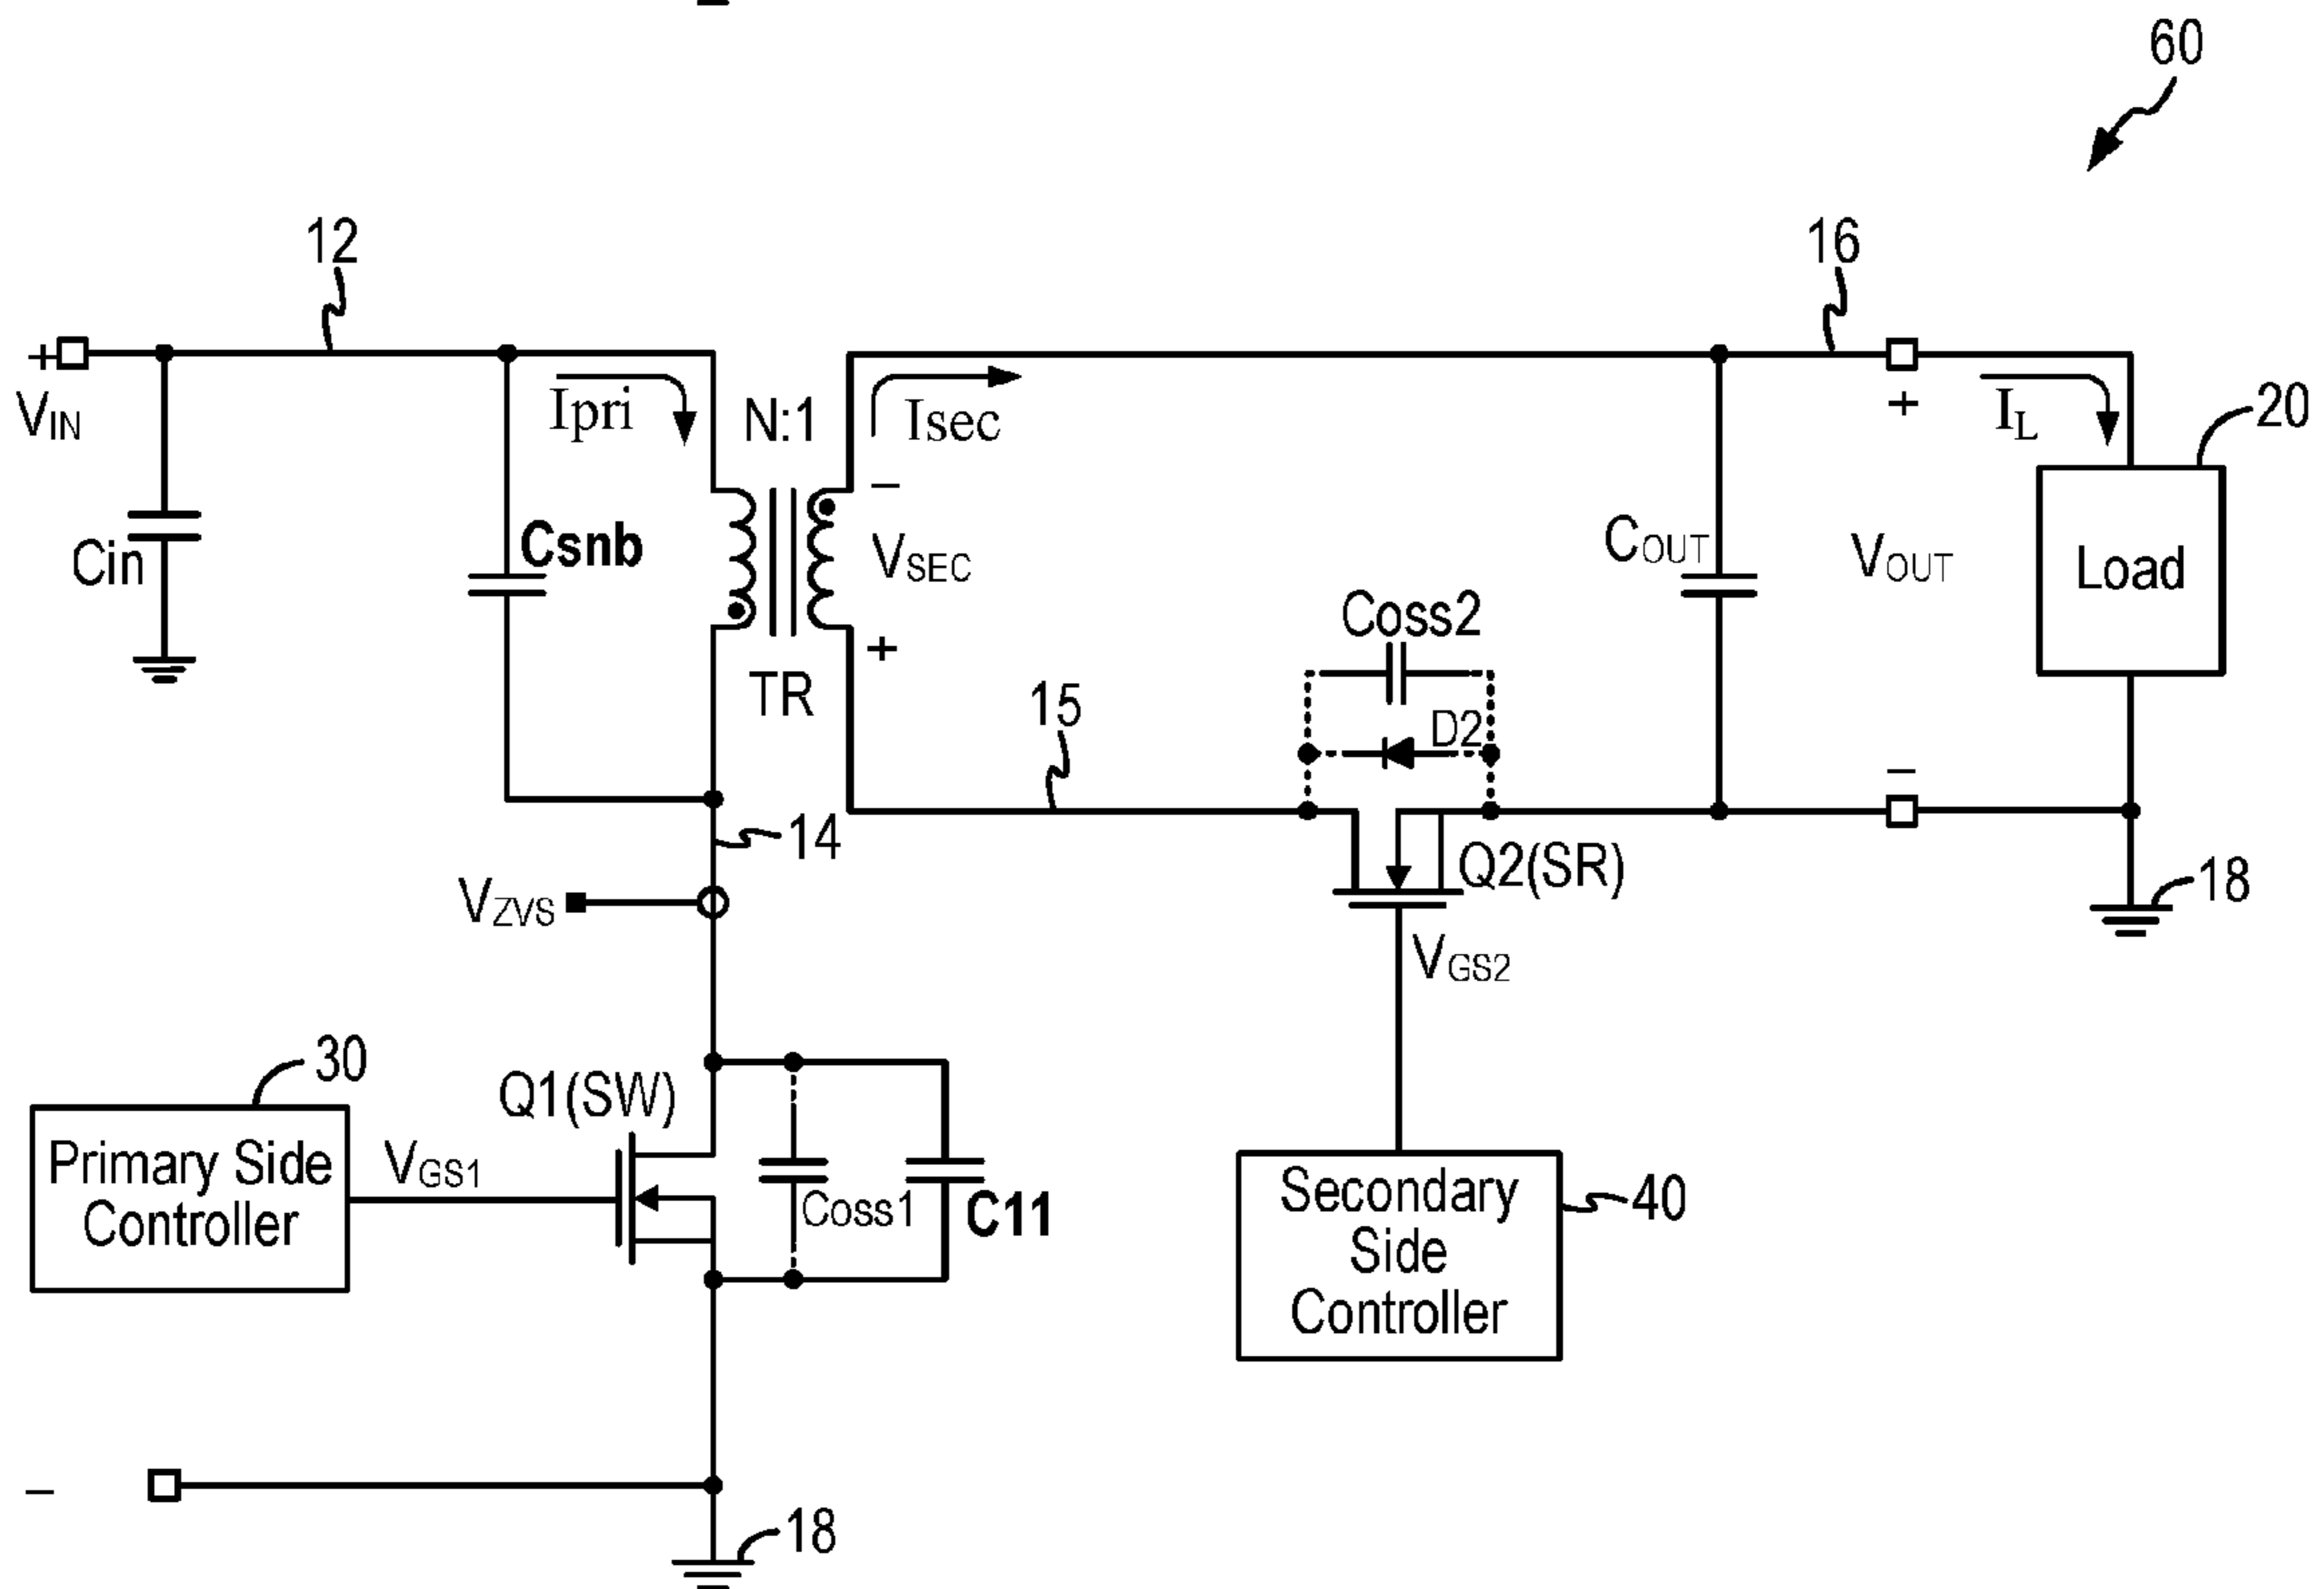 60
12
16
+
VIN
Ipri
N:1
Isec
+
IL
20
−
Cin
Csnb
VSEC
COUT
VOUT
Load
Coss2
+
TR
15
D2
−
14
Q2(SR)
VZVS
18
VGS2
30
Q1(SW)
Primary Side
Controller
VGS1
Coss1
C11
Secondary
Side
Controller
40
−
18